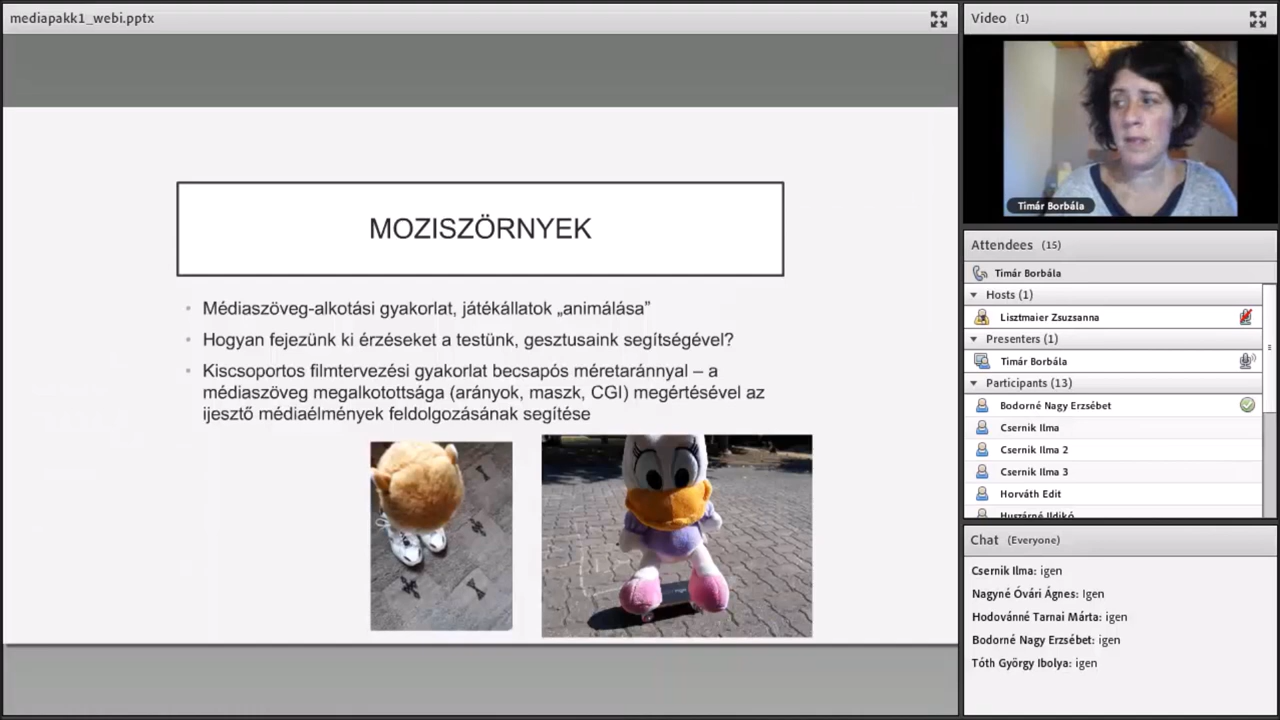 mediapakk1_webi.pptx
MOZISZÖRNYEK
Médiaszöveg-alkotási gyakorlat, játékállatok „animálása”
Hogyan fejezünk ki érzéseket a testünk, gesztusaink segítségével?
Kiscsoportos filmtervezési gyakorlat becsapós méretaránnyal – a
médiaszöveg megalkotottsága (arányok, maszk, CGI) megértésével az
ijesztő médiaélmények feldolgozásának segítése
Video (1)
Timár Borbála
Attendees (15)
Timár Borbála
Hosts (1)
Lisztmaier Zsuzsanna
Presenters (1)
Timár Borbála
Participants (13)
Bodorné Nagy Erzsébet
Csernik Ilma
Csernik Ilma 2
Csernik Ilma 3
Horváth Edit
Huszárné Ildikó
Chat (Everyone)
Csernik Ilma: igen
Nagyné Óvári Ágnes: Igen
Hodovánné Tarnai Márta: igen
Bodorné Nagy Erzsébet: igen
Tóth György Ibolya: igen